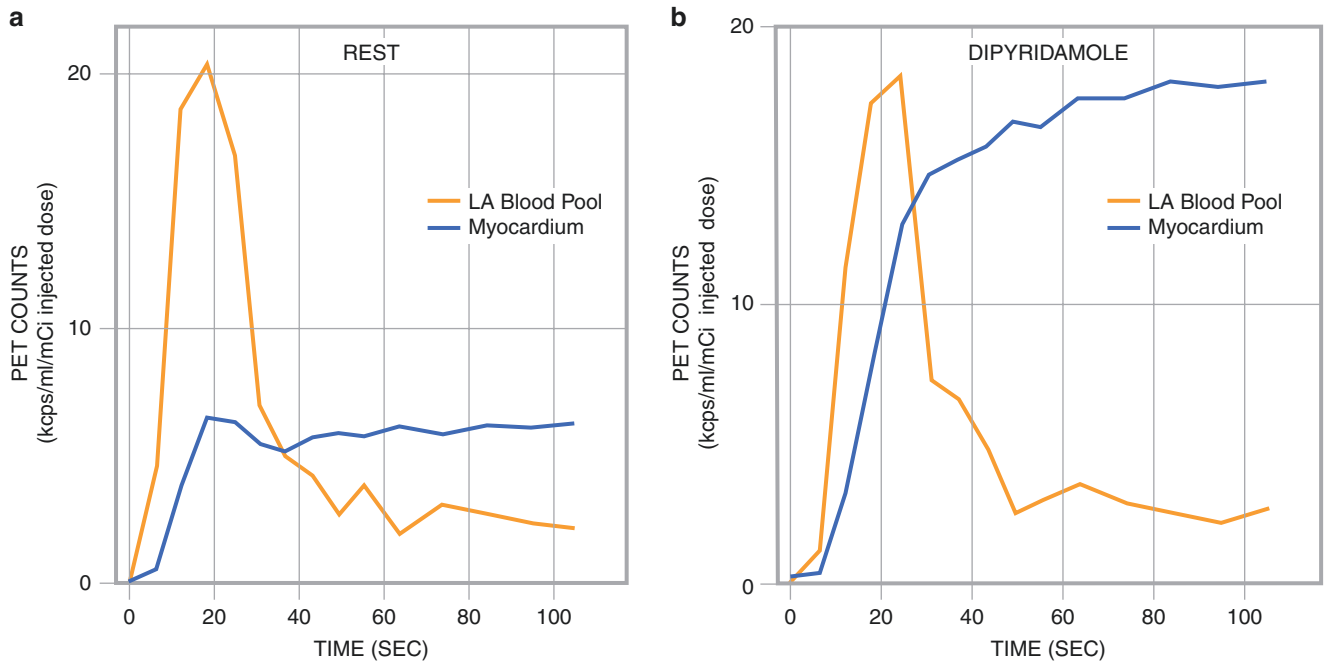 a
REST
20
10
0
LA Blood Pool
Myocardium
PET COUNTS
(kcps/ml/mCi injected dose)
0 20 40 60 80 100
TIME (SEC)
b
DIPYRIDAMOLE
20
10
0
LA Blood Pool
Myocardium
PET COUNTS
(kcps/ml/mCi injected dose)
0 20 40 60 80 100
TIME (SEC)